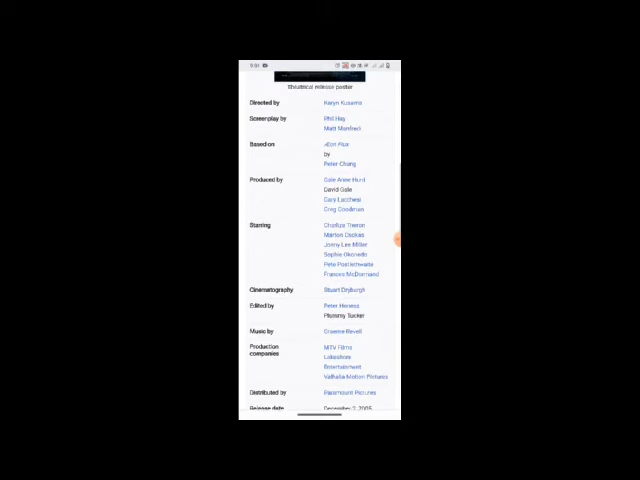 9:51
Theatrical release poster
Directed by Karyn Kusama
Screenplay by Phil Hay
Matt Manfredi
Based on Æon Flux
by
Peter Chung
Produced by Gale Anne Hurd
David Gale
Gary Lucchesi
Greg Goodman
Starring Charlize Theron
Marton Csokas
Jonny Lee Miller
Sophie Okonedo
Pete Postlethwaite
Frances McDormand
Cinematography Stuart Dryburgh
Edited by Peter Honess
Plummy Tucker
Music by Graeme Revell
Production MTV Films
companies Lakeshore
Entertainment
Valhalla Motion Pictures
Distributed by Paramount Pictures
Release date December 2, 2005